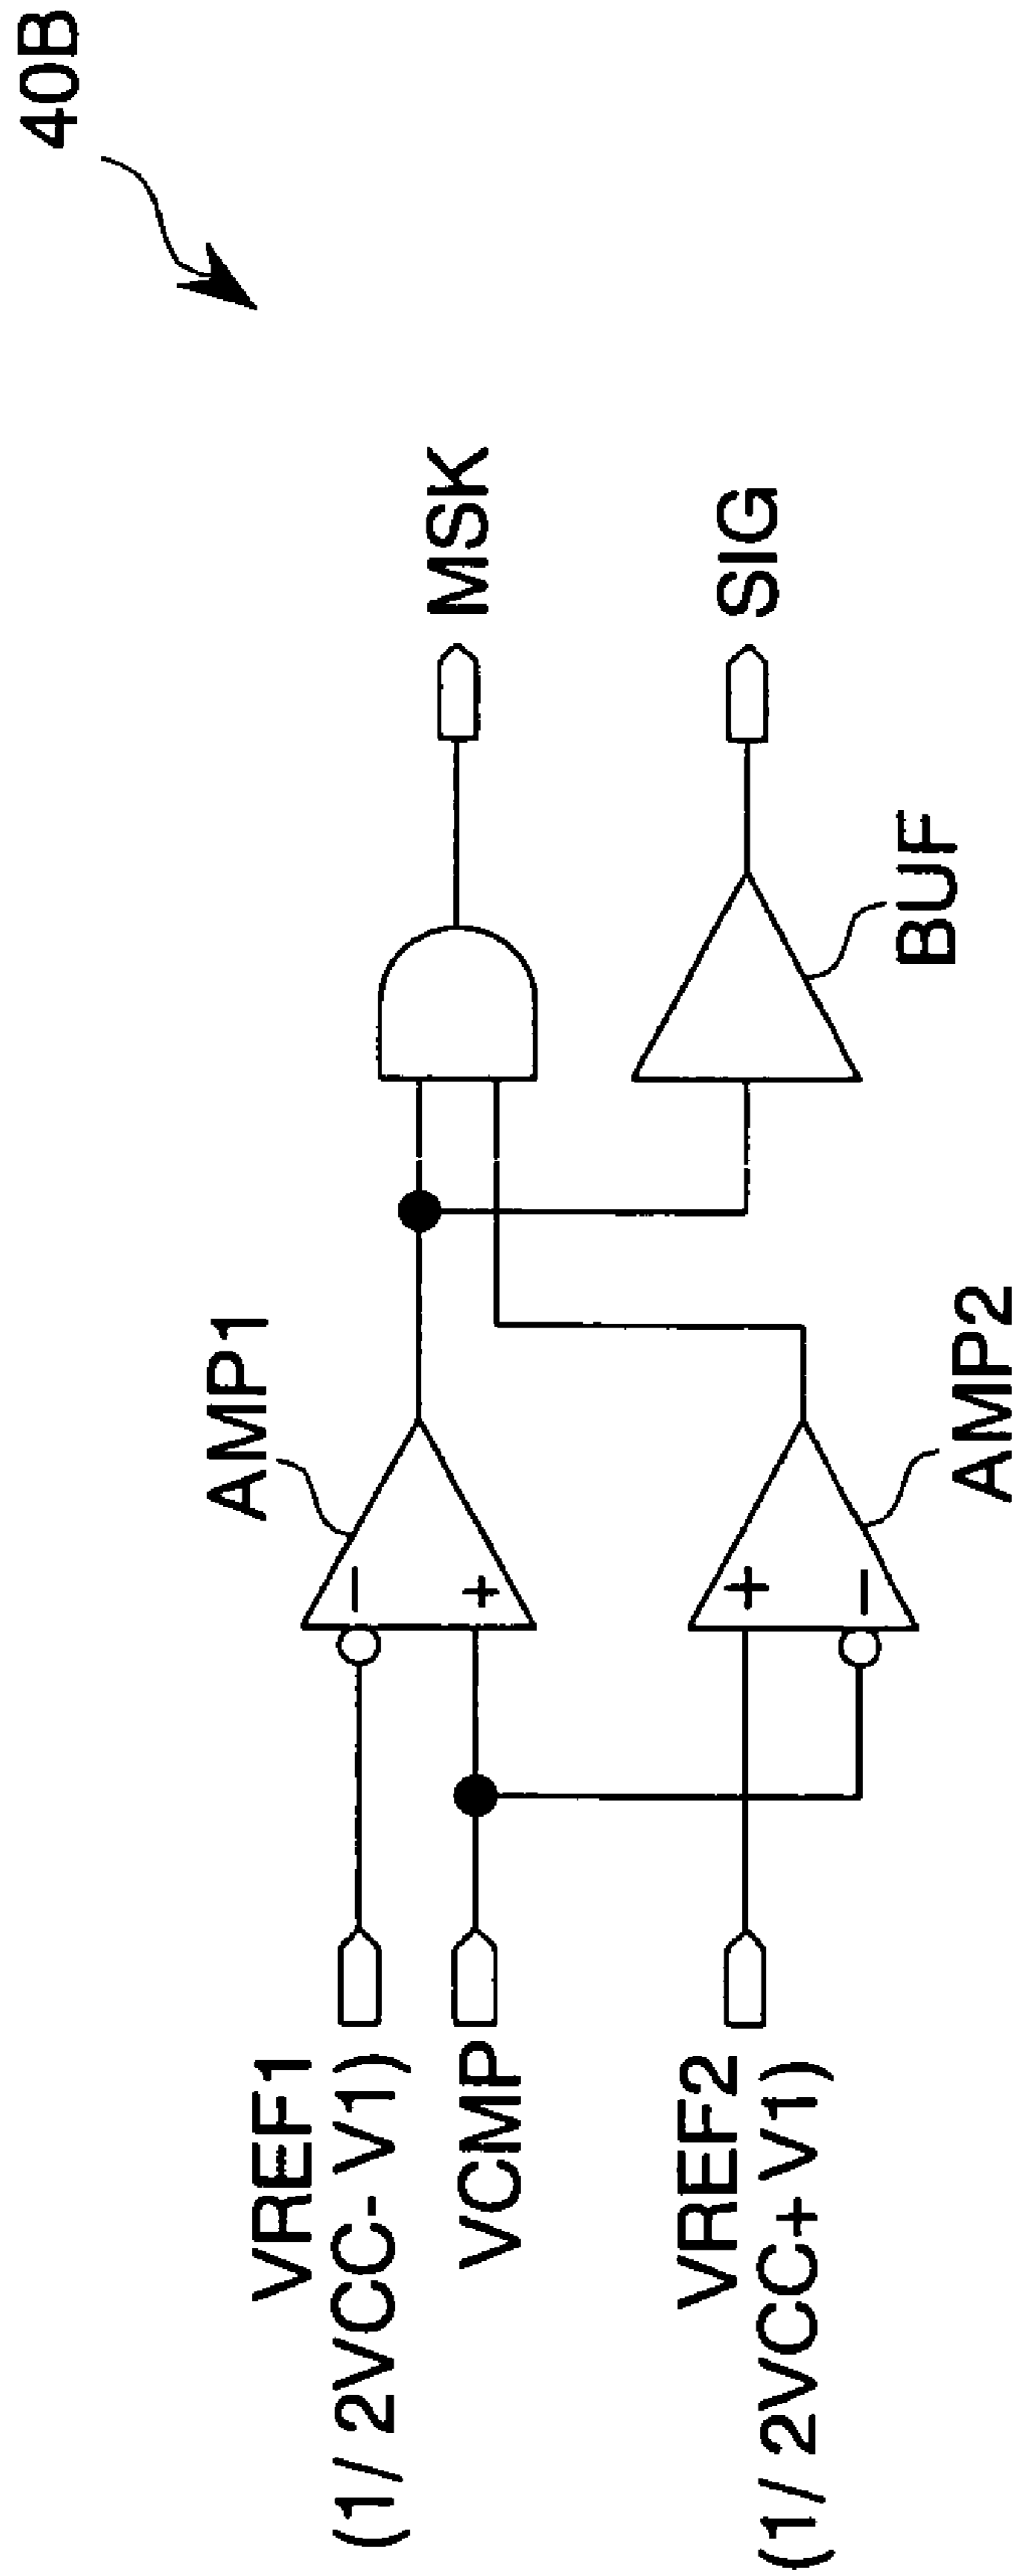 40B
AMP1
VREF1
(1/2VCC-V1)
-
+
MSK
VCMP
VREF2
(1/2VCC+V1)
+
-
SIG
AMP2
BUF